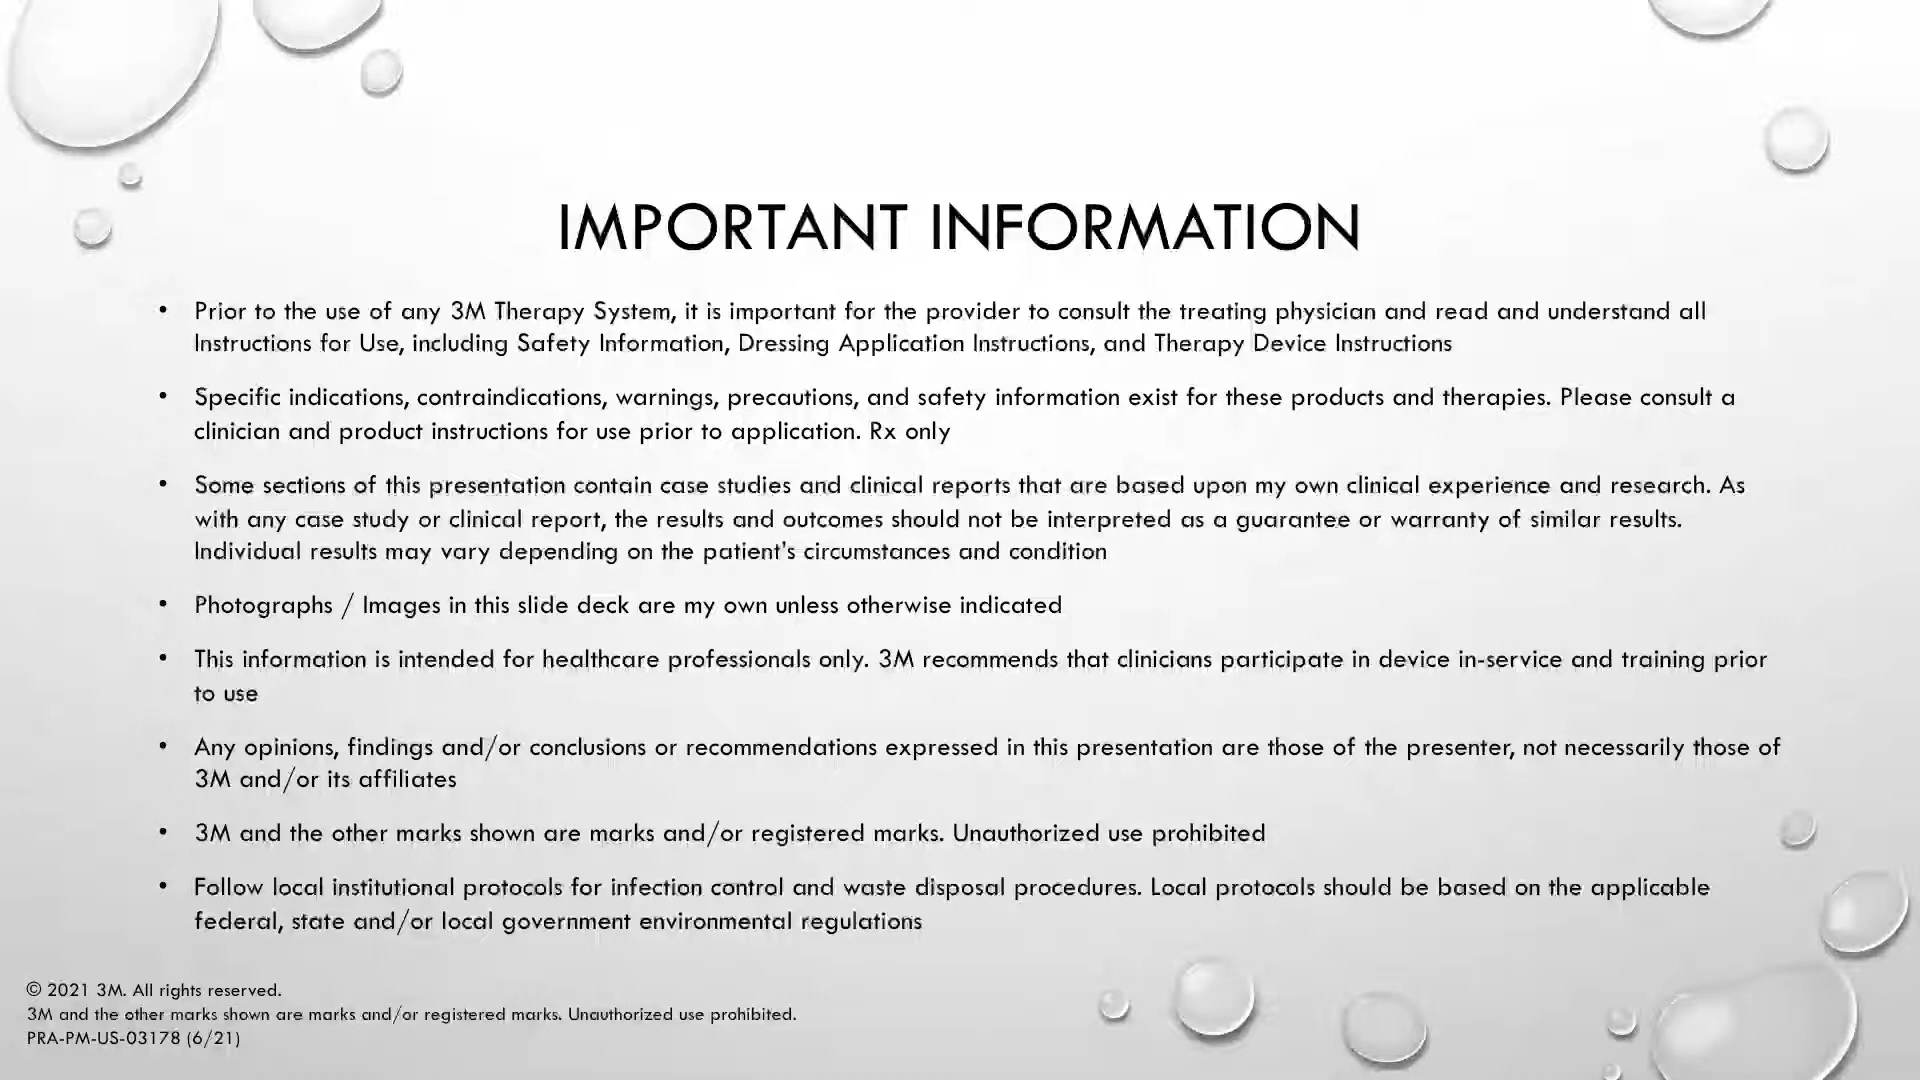 IMPORTANT INFORMATION
• Prior to the use of any 3M Therapy System, it is important for the provider to consult the treating physician and read and understand all
Instructions for Use, including Safety Information, Dressing Application Instructions, and Therapy Device Instructions
• Specific indications, contraindications, warnings, precautions, and safety information exist for these products and therapies. Please consult a
clinician and product instructions for use prior to application. Rx only
• Some sections of this presentation contain case studies and clinical reports that are based upon my own clinical experience and research. As
with any case study or clinical report, the results and outcomes should not be interpreted as a guarantee or warranty of similar results.
Individual results may vary depending on the patient's circumstances and condition
• Photographs / Images in this slide deck are my own unless otherwise indicated
• This information is intended for healthcare professionals only. 3M recommends that clinicians participate in device in-service and training prior
to use
• Any opinions, findings and/or conclusions or recommendations expressed in this presentation are those of the presenter, not necessarily those of
3M and/or its affiliates
• 3M and the other marks shown are marks and/or registered marks. Unauthorized use prohibited
• Follow local institutional protocols for infection control and waste disposal procedures. Local protocols should be based on the applicable
federal, state and/or local government environmental regulations
© 2021 3M. All rights reserved.
3M and the other marks shown are marks and/or registered marks. Unauthorized use prohibited.
PRA-PM-US-03178 (6/21)